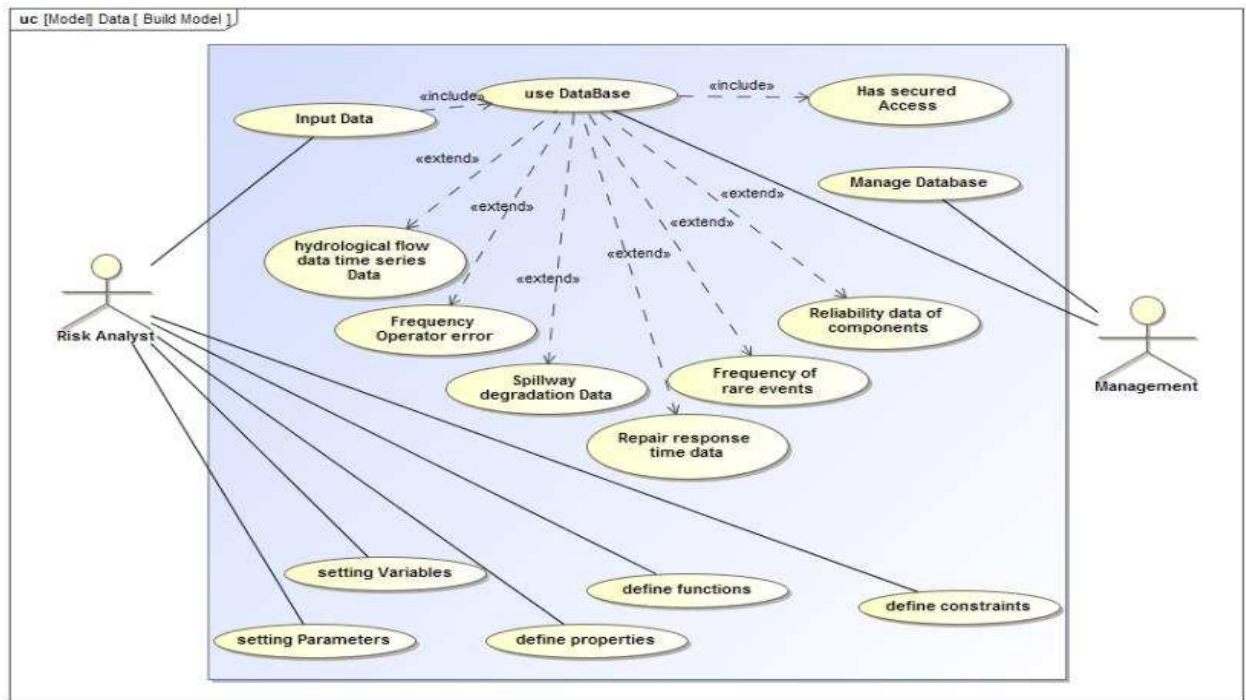 uc [Model] Data [ Build Model ]
«include»
use DataBase
«include»
Has secured
Access
Input Data
«extend»
Manage Database
«extend»
«extend»
«extend»
hydrological flow
data time series
Data
«extend»
«extend»
Risk Analyst
Frequency
Operator error
Reliability data of
components
Spillway
degradation Data
Frequency of
rare events
Management
Repair response
time data
setting Variables
define functions
define constraints
setting Parameters
define properties